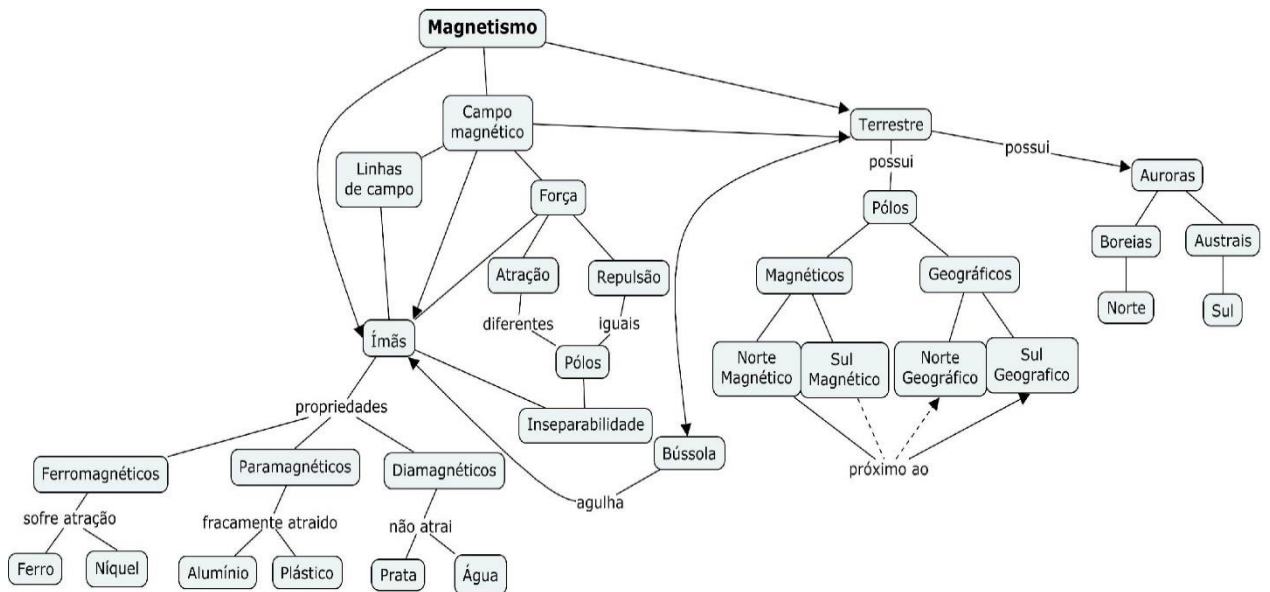 Magnetismo
Campo
magnético
Terrestre
possui
possui
Linhas
de campo
Auroras
Força
Pólos
Boreias
Austrais
Atração
Repulsão
Magnéticos
Geográficos
Norte
Sul
diferentes
iguais
Ímãs
Pólos
Norte
Magnético
Sul
Magnético
Norte
Geográfico
Sul
Geografico
propriedades
Inseparabilidade
Bússola
próximo ao
Ferromagnéticos
Paramagnéticos
Diamagnéticos
agulha
sofre atração
fracamente atraido
não atrai
Ferro
Níquel
Alumínio
Plástico
Prata
Água